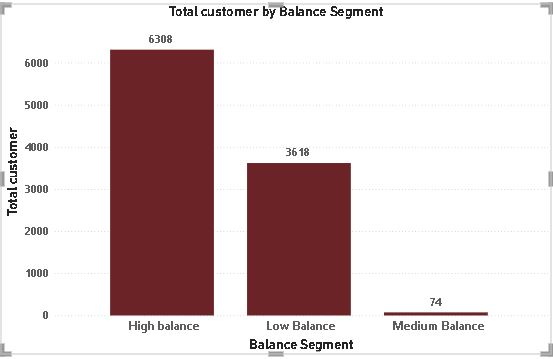 Total customer by Balance Segment
6308
6000
5000
4000
3618
3000
2000
1000
74
0
Total customer
High balance Low Balance Medium Balance
Balance Segment